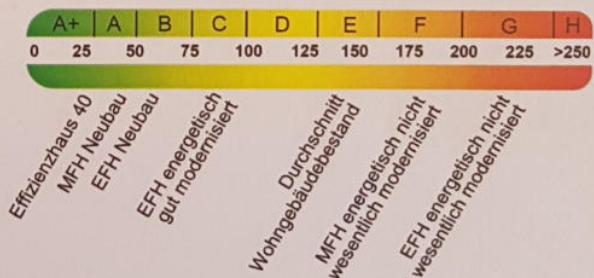 A+ A B C D E F G H
0 25 50 75 100 125 150 175 200 225 >250
Effizienzhaus 40
MFH Neubau
EFH Neubau
EFH energetisch
gut modernisiert
Durchschnitt
Wohngebäudebestand
MFH energetisch nicht
wesentlich modernisiert
EFH energetisch nicht
wesentlich modernisiert